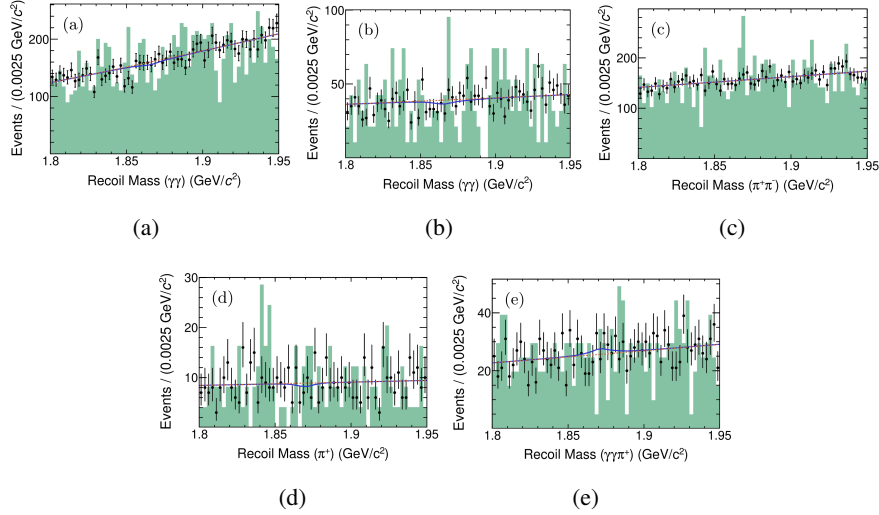 (a)
Events / (0.0025 GeV/c²)
200
100
1.8 1.85 1.9 1.95
Recoil Mass (γγ) (GeV/c²)
(a)
(b)
Events / (0.0025 GeV/c²)
100
50
0
1.8 1.85 1.9 1.95
Recoil Mass (γγ) (GeV/c²)
(b)
(c)
Events / (0.0025 GeV/c²)
200
100
0
1.8 1.85 1.9 1.95
Recoil Mass (π⁺π⁻) (GeV/c²)
(c)
(d)
Events / (0.0025 GeV/c²)
30
20
10
0
1.8 1.85 1.9 1.95
Recoil Mass (π⁺) (GeV/c²)
(d)
(e)
Events / (0.0025 GeV/c²)
40
20
0
1.8 1.85 1.9 1.95
Recoil Mass (γγπ⁺) (GeV/c²)
(e)